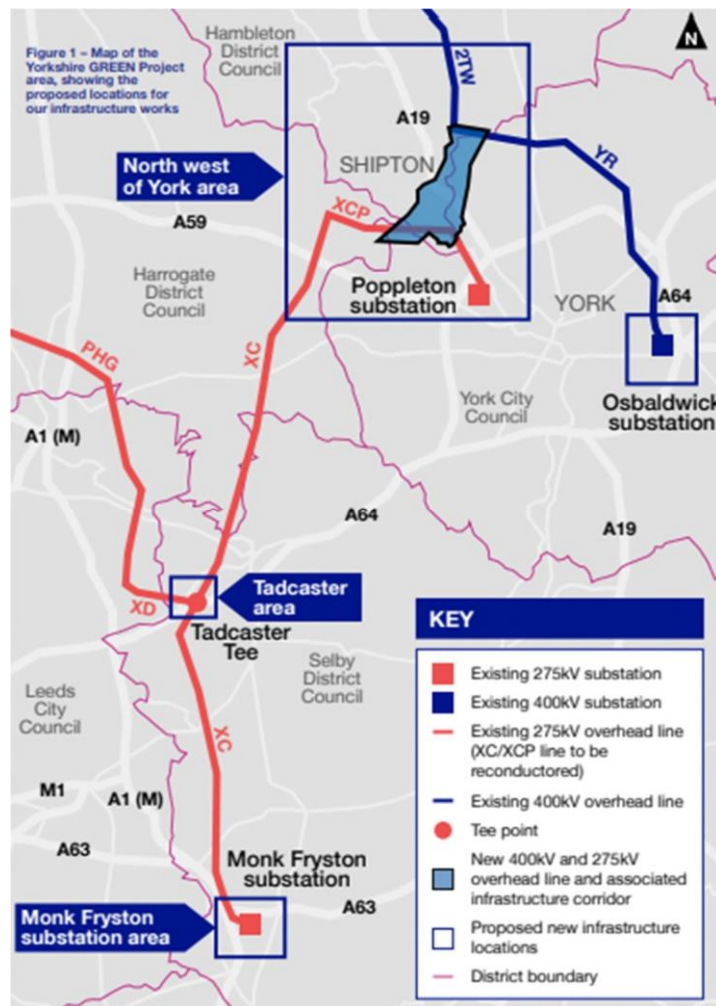 Figure 1 – Map of the
Yorkshire GREEN Project
area, showing the
proposed locations for
our infrastructure works
Hambleton
District
Council
N
2TW
A19
SHIPTON
North west
of York area
YR
XCP
A59
Harrogate
District
Council
Poppleton
substation
YORK
A64
XC
PHG
York City
Council
Osbaldwick
substation
A1 (M)
A64
A19
Tadcaster
area
XD
Tadcaster
Tee
Selby
District
Council
Leeds
City
Council
XC
M1
A1 (M)
A63
Monk Fryston
substation
A63
Monk Fryston
substation area
KEY
Existing 275kV substation
Existing 400kV substation
Existing 275kV overhead line
(XC/XCP line to be
reconductored)
Existing 400kV overhead line
Tee point
New 400kV and 275kV
overhead line and associated
infrastructure corridor
Proposed new infrastructure
locations
District boundary